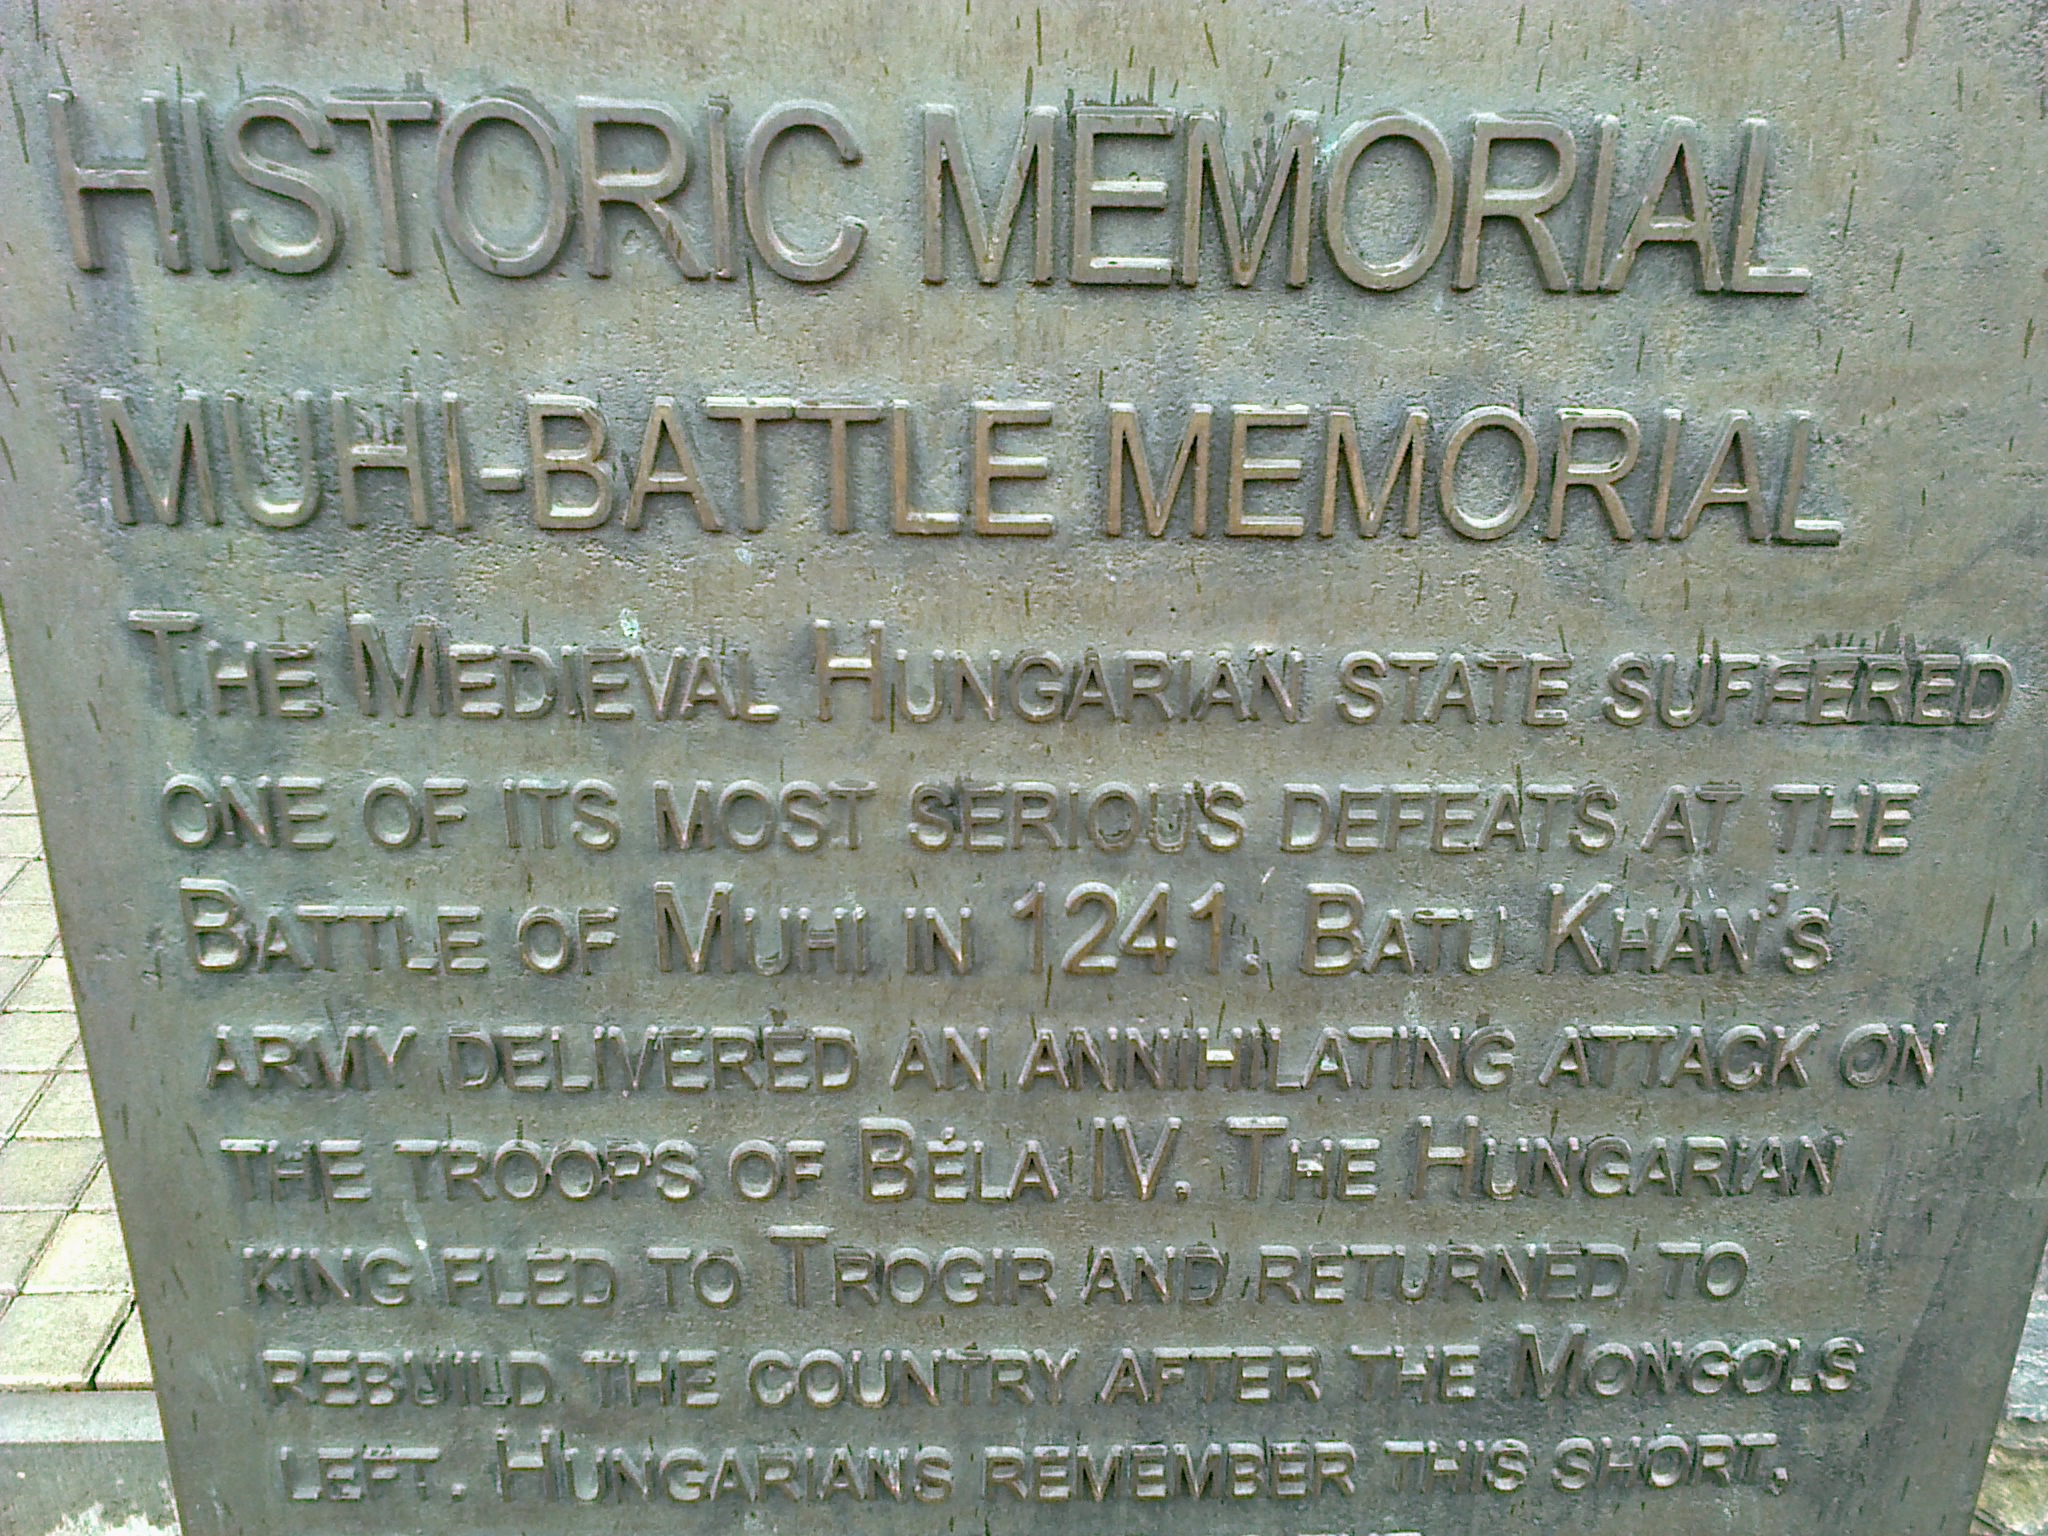 HISTORIC MEMORIAL
MUHI-BATTLE MEMORIAL
THE MEDIEVAL HUNGARIAN STATE SUFFERED
ONE OF ITS MOST SERIOUS DEFEATS AT THE
BATTLE OF MUHI IN 1241. BATU KHAN'S
ARMY DELIVERED AN ANNIHILATING ATTACK ON
THE TROOPS OF BÉLA IV. THE HUNGARIAN
KING FLED TO TROGIR AND RETURNED TO
REBUILD THE COUNTRY AFTER THE MONGOLS
LEFT. HUNGARIANS REMEMBER THIS SHORT,